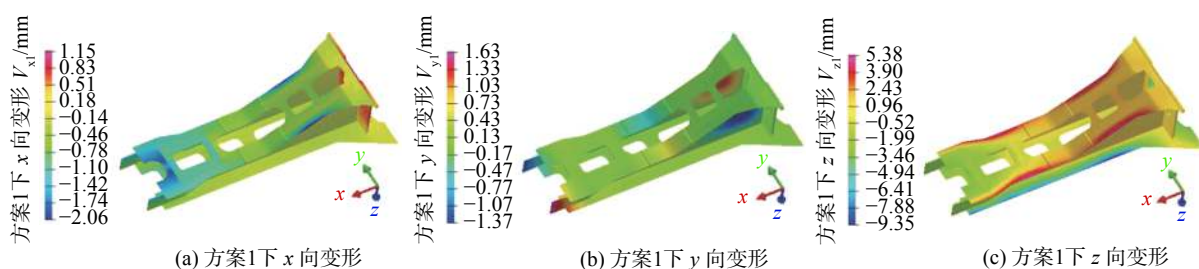 方案1下 x 向变形 Vx1/mm
1.15
0.83
0.51
0.18
−0.14
−0.46
−0.78
−1.10
−1.42
−1.74
−2.06
y
x
z
(a) 方案1下 x 向变形
方案1下 y 向变形 Vy1/mm
1.63
1.33
1.03
0.73
0.43
0.13
−0.17
−0.47
−0.77
−1.07
−1.37
y
x
z
(b) 方案1下 y 向变形
方案1下 z 向变形 Vz1/mm
5.38
3.90
2.43
0.96
−0.52
−1.99
−3.46
−4.94
−6.41
−7.88
−9.35
y
x
z
(c) 方案1下 z 向变形